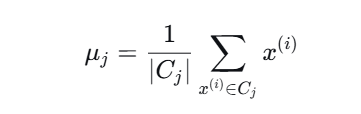 μ_j = \frac{1}{|C_j|} \sum_{x^{(i)} \in C_j} x^{(i)}